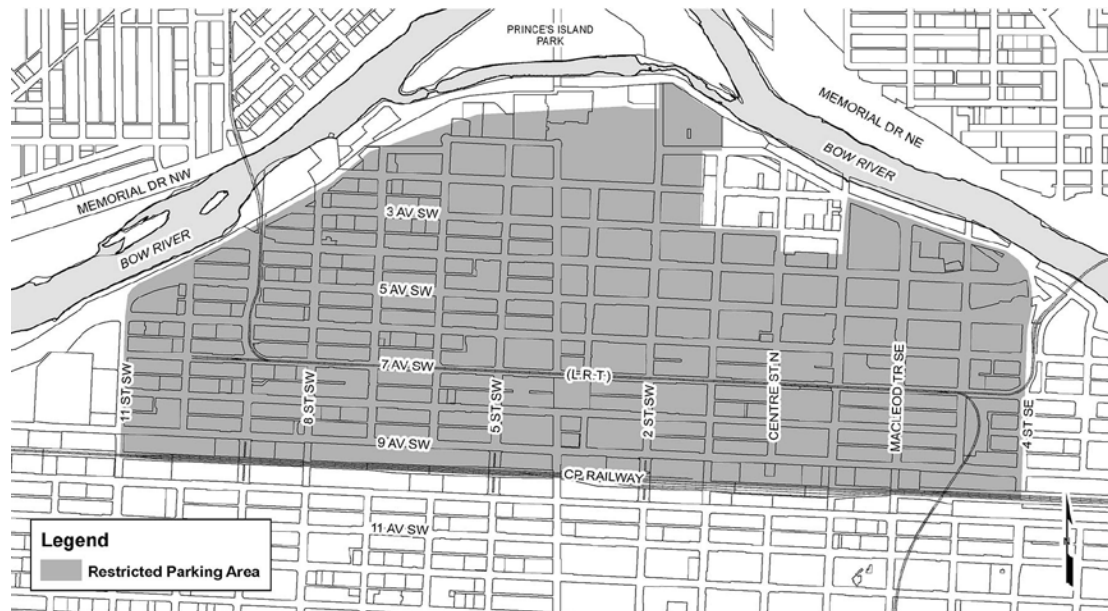 PRINCE'S ISLAND
PARK
MEMORIAL DR NE
BOW RIVER
MEMORIAL DR NW
BOW RIVER
3 AV SW
5 AV SW
7 AV SW
(L.R.T.)
11 ST SW
8 ST SW
5 ST SW
2 ST SW
CENTRE ST N
MACLEOD TR SE
4 ST SE
9 AV SW
CP RAILWAY
11 AV SW
Legend
Restricted Parking Area